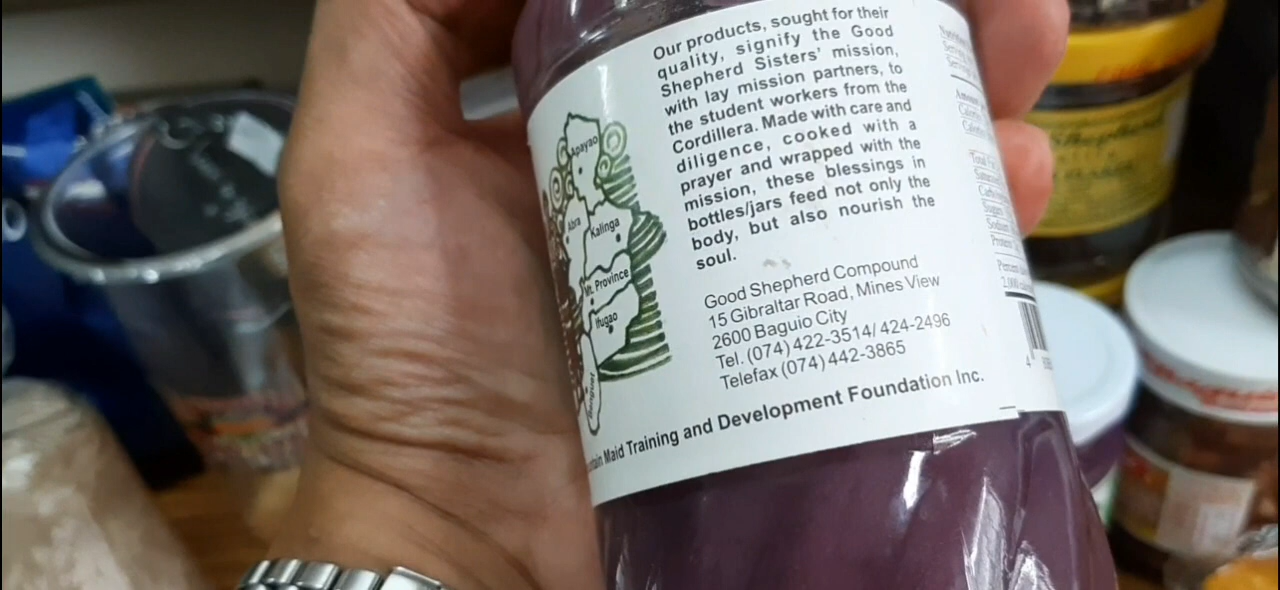 Our products, sought for their
quality, signify the Good
Shepherd Sisters' mission,
with lay mission partners, to
the student workers from the
Cordillera. Made with care and
diligence, cooked with a
prayer and wrapped with the
mission, these blessings in
bottles/jars feed not only the
body, but also nourish the
soul.
Good Shepherd Compound
15 Gibraltar Road, Mines View
2600 Baguio City
Tel. (074) 422-3514/ 424-2496
Telefax (074) 442-3865
Maid Training and Development Foundation Inc.
Apayao
Abra
Kalinga
Mt. Province
Ifugao
Benguet